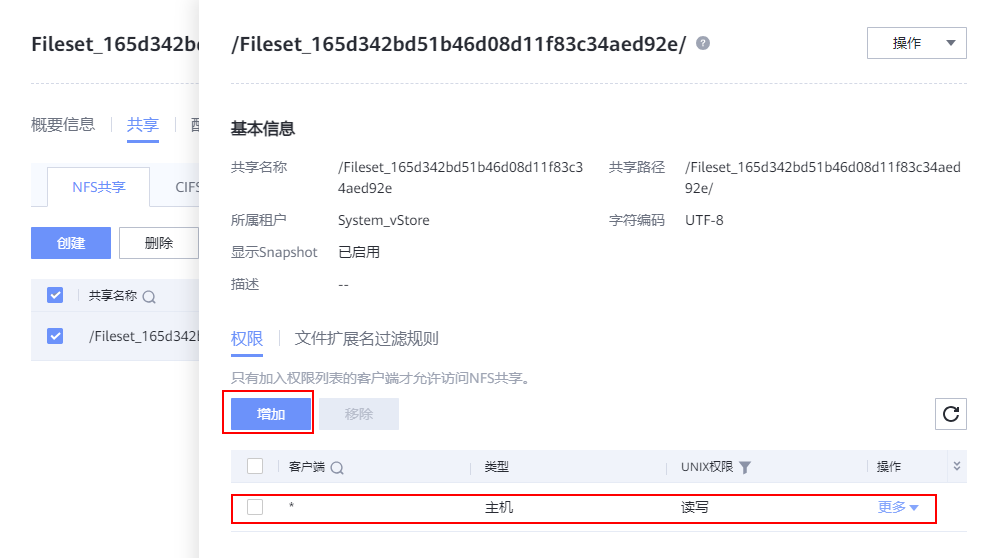 Fileset_165d342b
/Fileset_165d342bd51b46d08d11f83c34aed92e/ ?
操作
概要信息 共享
基本信息
共享名称 /Fileset_165d342bd51b46d08d11f83c3 共享路径 /Fileset_165d342bd51b46d08d11f83c34aed
4aed92e 92e/
NFS共享 CIFS
所属租户 System_vStore 字符编码 UTF-8
创建 删除
显示Snapshot 已启用
描述 --
共享名称
/Fileset_165d342b
权限 文件扩展名过滤规则
只有加入权限列表的客户端才允许访问NFS共享。
增加 移除
客户端 类型 UNIX权限 操作
* 主机 读写 更多